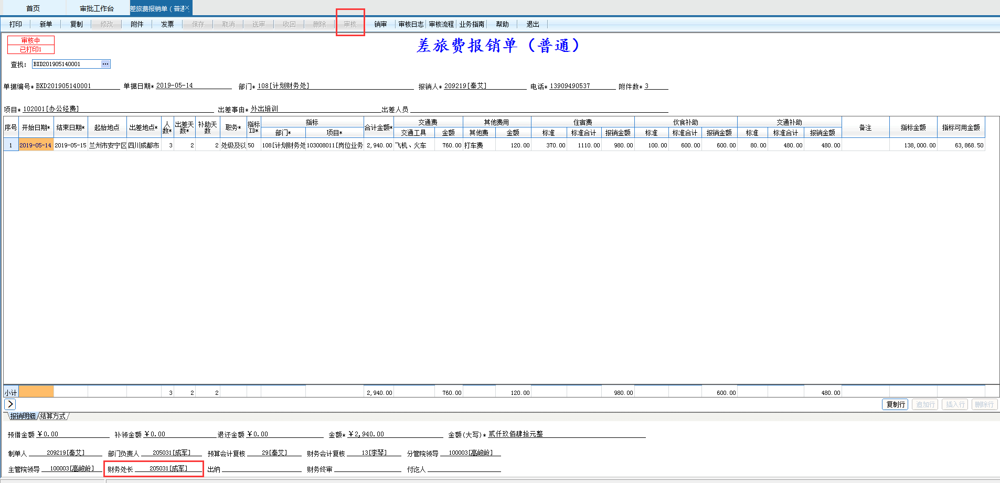 首页 审批工作台 差旅费报销单（普通
打印 新单 复制 修改 附件 发票 保存 取消 送审 收回 删除 审核 销审 审核日志 审核流程 业务指南 帮助 退出
审核中
已打印1
差旅费报销单（普通）
查找： BXD201905140001 ...
单据编号* BXD201905140001 单据日期* 2019-05-14 部门* 108[计划财务处] 报销人* 209219[秦艾] 电话* 13909490537 附件数* 3
项目* 102001[办公经费] 出差事由* 外出培训 出差人员
序号 开始日期* 结束日期* 起始地点 出差地点* 人数* 出差天数* 补助天数 职务* 指标ID* 指标 合计金额* 交通费 其他费用 住宿费 伙食补助 交通补助 备注 指标金额 指标可用金额
部门* 项目* 交通工具 金额 其他费 金额 标准 标准合计 报销金额 标准 标准合计 报销金额 标准 标准合计 报销金额
1 2019-05-14 2019-05-15 兰州市安宁区 四川成都市 3 2 2 处级及以 50 108[计划财务处 103008011[岗位业务 2,940.00 飞机、火车 760.00 打车费 120.00 370.00 1110.00 980.00 100.00 600.00 600.00 80.00 480.00 480.00 138,000.00 63,868.50
小计 3 2 2 2,940.00 760.00 120.00 980.00 600.00 480.00
> 复制行 追加行 插入行 删除行
报销明细 结算方式
预借金额 ￥0.00 补领金额 ￥0.00 退还金额 ￥0.00 金额* ￥2,940.00 金额(大写)* 贰仟玖佰肆拾元整
制单人 209219[秦艾] 部门负责人 205031[成军] 预算会计复核 29[秦艾] 财务会计复核 13[李琴] 分管院领导 100003[高峻岭]
主管院领导 100003[高峻岭] 财务处长 205031[成军] 出纳 财务终审 付讫人